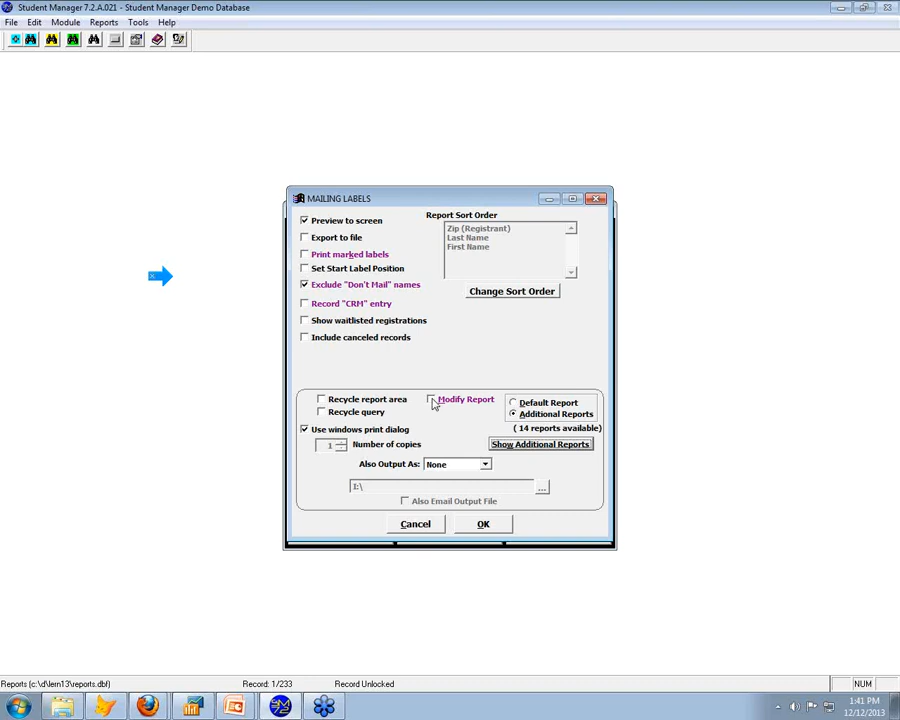 Student Manager 7.2.A.021 - Student Manager Demo Database
File Edit Module Reports Tools Help
MAILING LABELS
Preview to screen
Export to file
Print marked labels
Set Start Label Position
Exclude "Don't Mail" names
Record "CRM" entry
Show waitlisted registrations
Include canceled records
Report Sort Order
Zip (Registrant)
Last Name
First Name
Change Sort Order
Recycle report area
Recycle query
Modify Report
Default Report
Additional Reports
( 14 reports available)
Use windows print dialog
1 Number of copies
Show Additional Reports
Also Output As: None
I:\
...
Also Email Output File
Cancel OK
Reports (c:\d\lern13\reports.dbf) Record: 1/233 Record Unlocked NUM
1:41 PM
12/12/2013